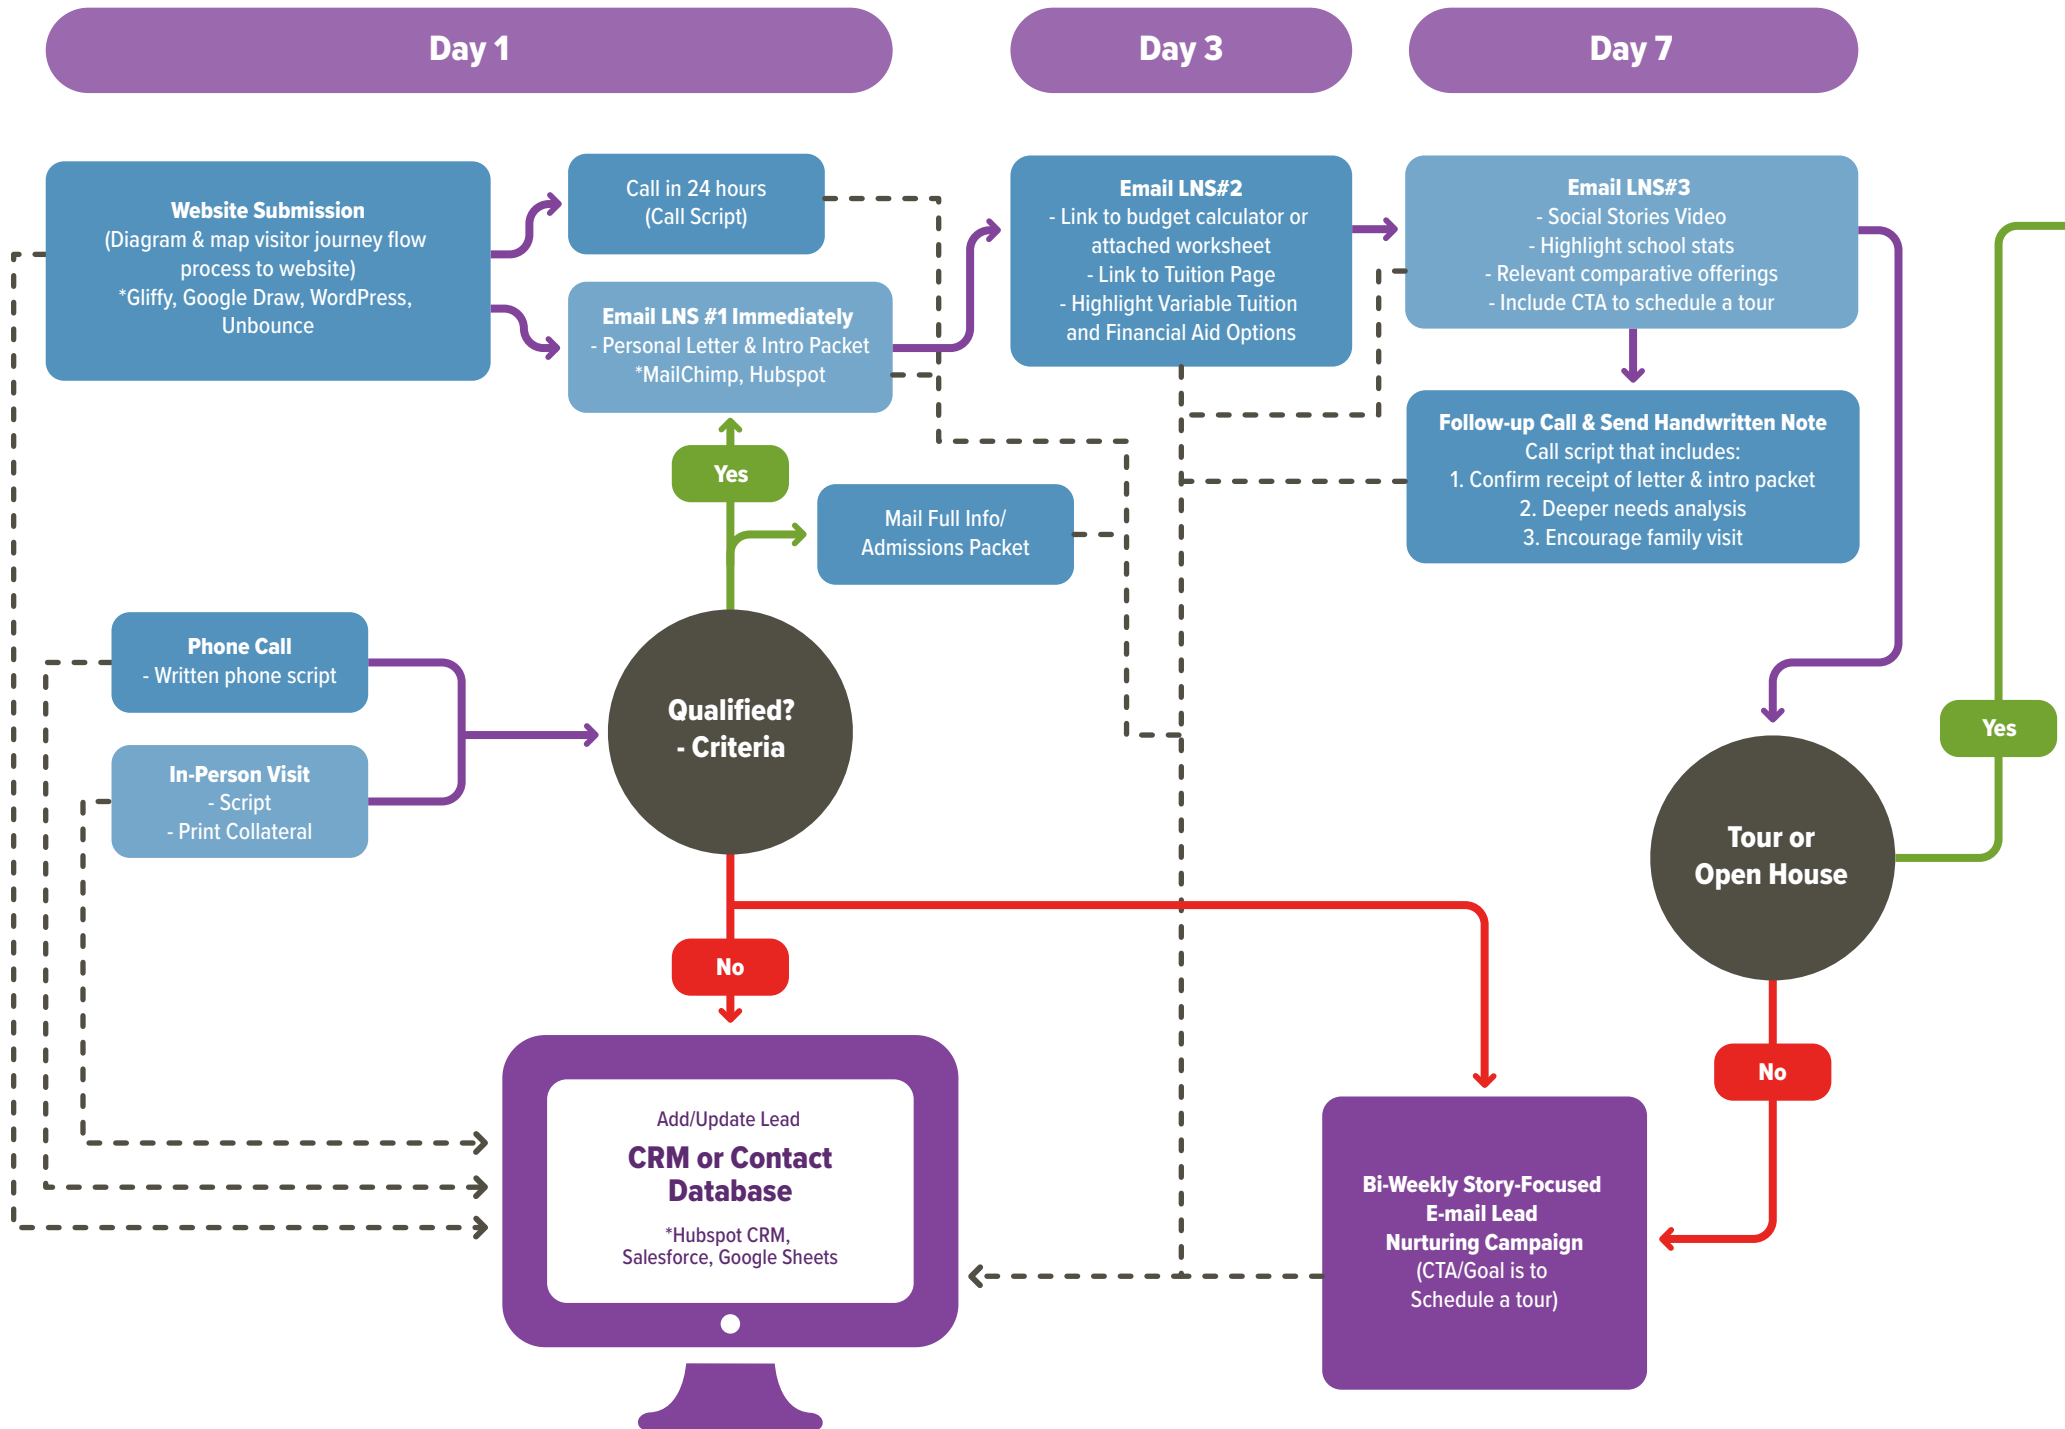 Day 1
Day 3
Day 7
Website Submission
(Diagram & map visitor journey flow
process to website)
*Gliffy, Google Draw, WordPress,
Unbounce
Call in 24 hours
(Call Script)
Email LNS #1 Immediately
- Personal Letter & Intro Packet
*MailChimp, Hubspot
Email LNS#2
- Link to budget calculator or
attached worksheet
- Link to Tuition Page
- Highlight Variable Tuition
and Financial Aid Options
Email LNS#3
- Social Stories Video
- Highlight school stats
- Relevant comparative offerings
- Include CTA to schedule a tour
Follow-up Call & Send Handwritten Note
Call script that includes:
1. Confirm receipt of letter & intro packet
2. Deeper needs analysis
3. Encourage family visit
Yes
Mail Full Info/
Admissions Packet
Phone Call
- Written phone script
In-Person Visit
- Script
- Print Collateral
Qualified?
- Criteria
Yes
Tour or
Open House
No
No
Add/Update Lead
CRM or Contact
Database
*Hubspot CRM,
Salesforce, Google Sheets
Bi-Weekly Story-Focused
E-mail Lead
Nurturing Campaign
(CTA/Goal is to
Schedule a tour)